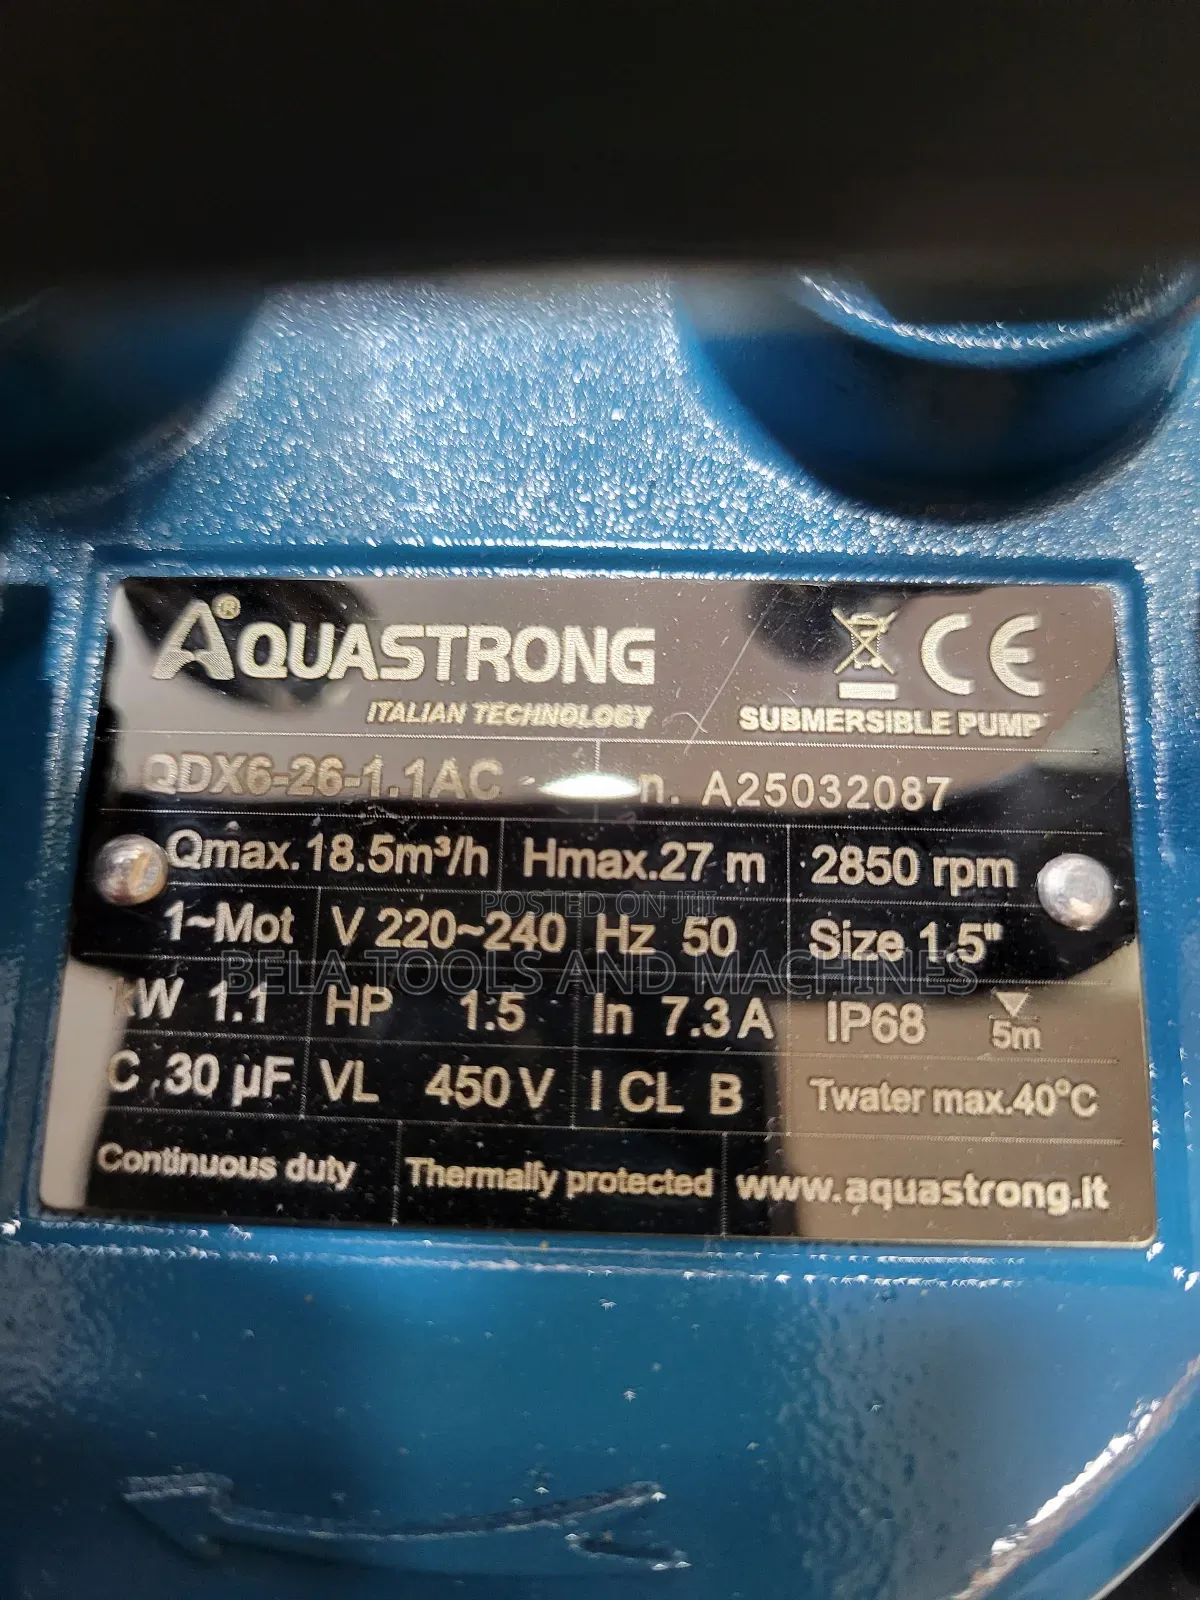 AQUASTRONG®
CE
ITALIAN TECHNOLOGY
SUBMERSIBLE PUMP
QDX6-26-1.1AC n. A25032087
Qmax.18.5m³/h Hmax.27 m 2850 rpm
POSTED ON JIJI
1~Mot V 220~240 Hz 50 Size 1.5"
BELA TOOLS AND MACHINES
kW 1.1 HP 1.5 In 7.3A IP68 5m
C 30 µF VL 450V I CL B Twater max.40°C
Continuous duty Thermally protected www.aquastrong.it